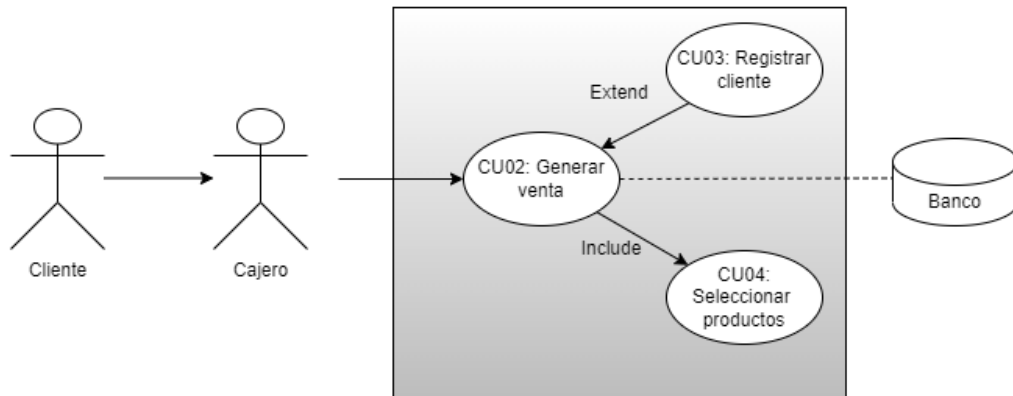 CU03: Registrar
cliente
Extend
CU02: Generar
venta
Banco
Include
Cliente
Cajero
CU04:
Seleccionar
productos